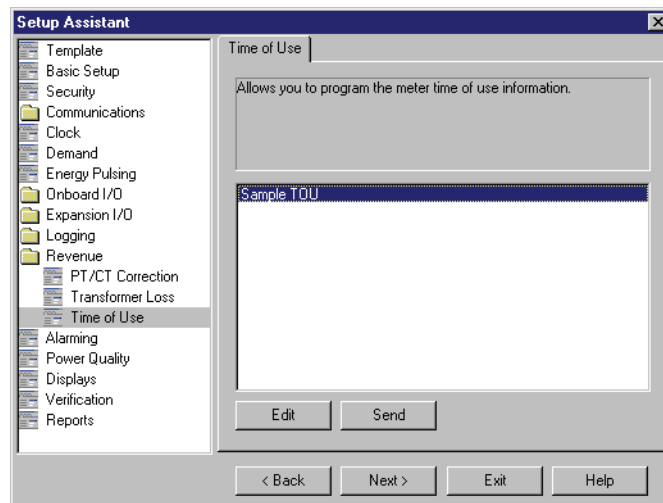 Setup Assistant
Template
Basic Setup
Security
Communications
Clock
Demand
Energy Pulsing
Onboard I/O
Expansion I/O
Logging
Revenue
PT/CT Correction
Transformer Loss
Time of Use
Alarming
Power Quality
Displays
Verification
Reports
Time of Use
Allows you to program the meter time of use information.
Sample TOU
Edit Send
< Back Next > Exit Help